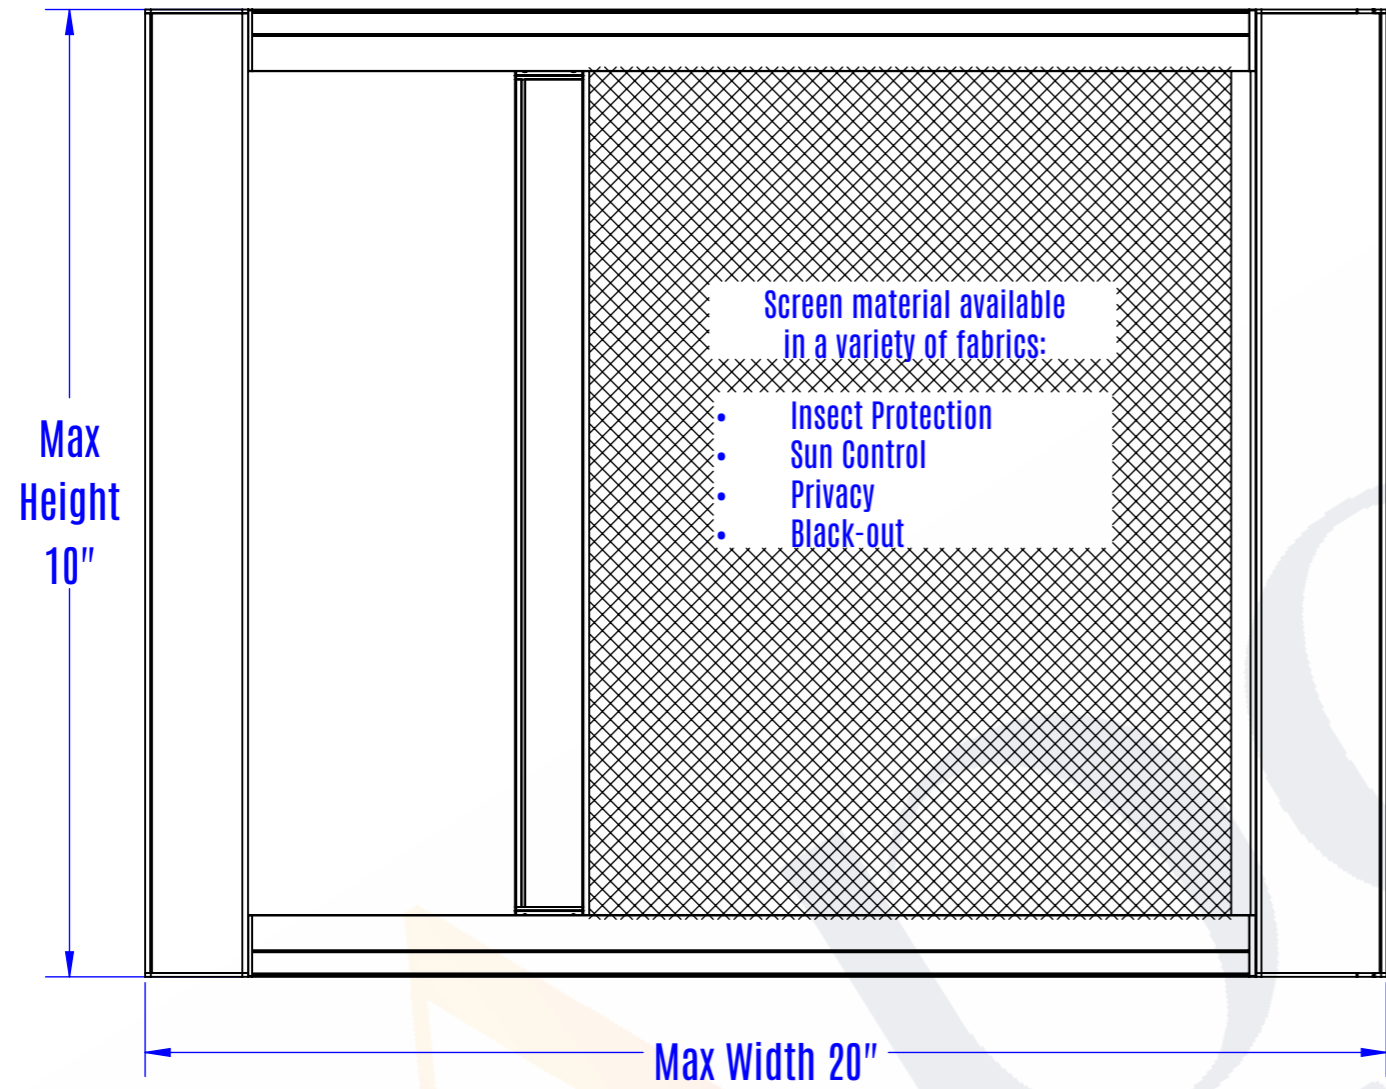 Screen material available
in a variety of fabrics:
• Insect Protection
• Sun Control
• Privacy
• Black-out
Max
Height
10"
Max Width 20"